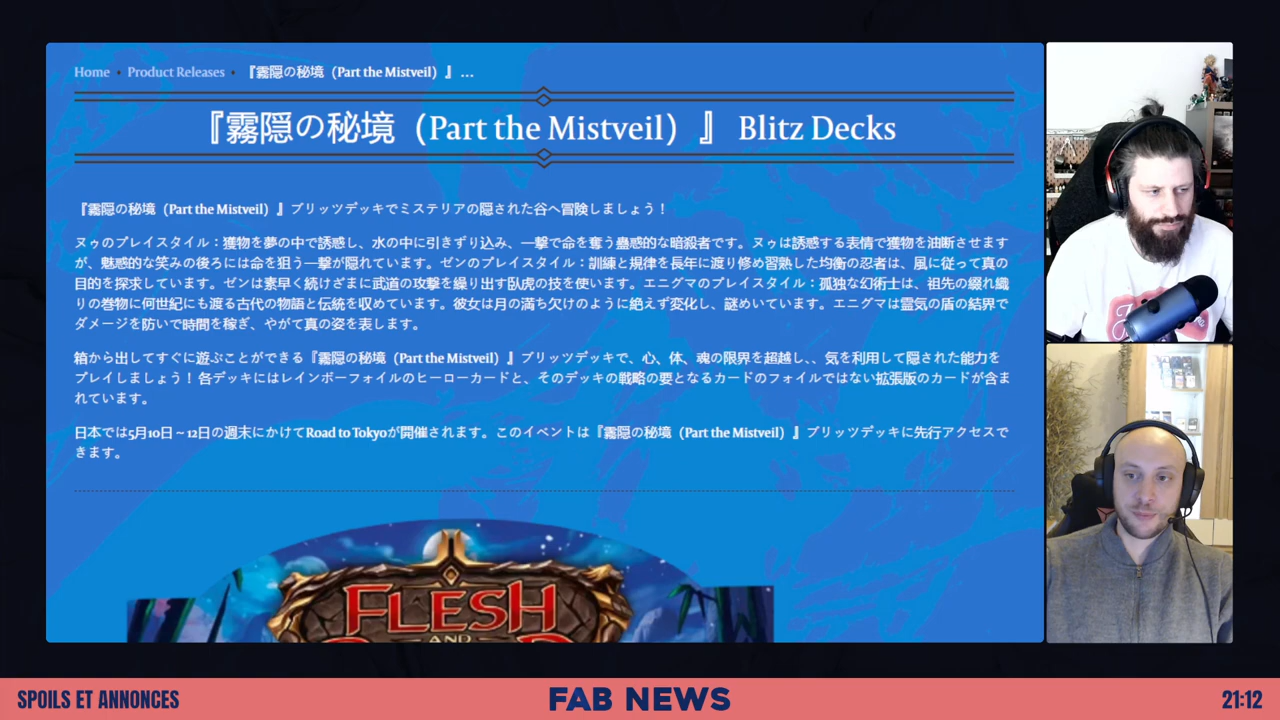 Home • Product Releases • 『霧隠の秘境（Part the Mistveil）』 ...
『霧隠の秘境（Part the Mistveil）』 Blitz Decks
『霧隠の秘境（Part the Mistveil）』ブリッツデッキでミステリアの隠された谷へ冒険しましょう！
ヌゥのプレイスタイル：獲物を夢の中で誘惑し、水の中に引きずり込み、一撃で命を奪う蠱惑的な暗殺者です。ヌゥは誘惑する表情で獲物を油断させます
が、魅惑的な笑みの後ろには命を狙う一撃が隠れています。ゼンのプレイスタイル：訓練と規律を長年に渡り修め習熟した均衡の忍者は、風に従って真の
目的を探求しています。ゼンは素早く続けざまに武道の攻撃を繰り出す臥虎の技を使います。エニグマのプレイスタイル：孤独な幻術士は、祖先の綴れ織
りの巻物に何世紀にも渡る古代の物語と伝統を収めています。彼女は月の満ち欠けのように絶えず変化し、謎めいています。エニグマは霊気の盾の結界で
ダメージを防いで時間を稼ぎ、やがて真の姿を表します。
箱から出してすぐに遊ぶことができる『霧隠の秘境（Part the Mistveil）』ブリッツデッキで、心、体、魂の限界を超越し、、気を利用して隠された能力を
プレイしましょう！ 各デッキにはレインボーフォイルのヒーローカードと、そのデッキの戦略の要となるカードのフォイルではない拡張版のカードが含ま
れています。
日本では5月10日～12日の週末にかけてRoad to Tokyoが開催されます。このイベントは『霧隠の秘境（Part the Mistveil）』ブリッツデッキに先行アクセスで
きます。
FLESH
AND
SPOILS ET ANNONCES
FAB NEWS
21:12